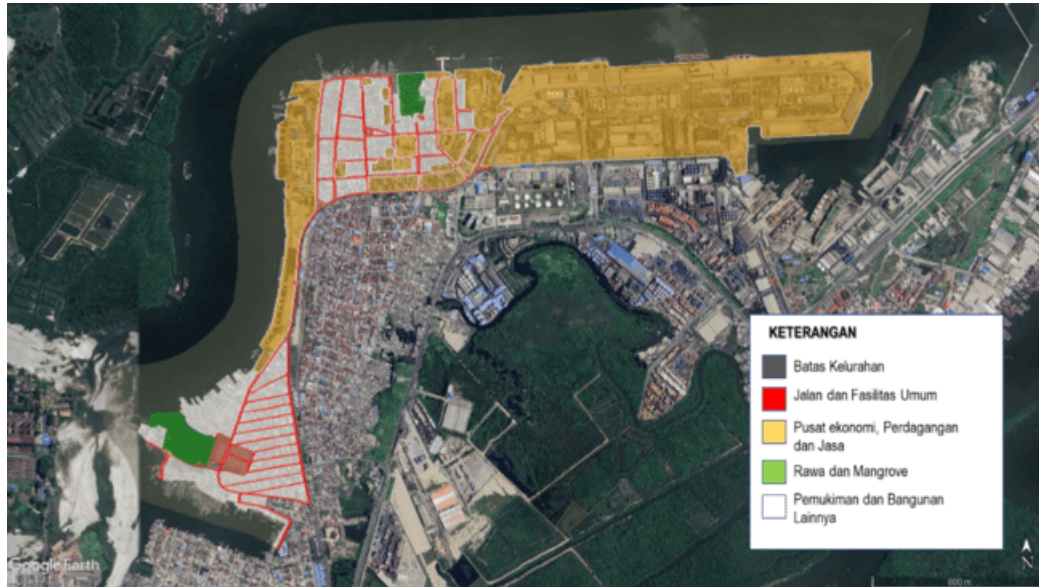 KETERANGAN
Batas Kelurahan
Jalan dan Fasilitas Umum
Pusat ekonomi, Perdagangan
dan Jasa
Rawa dan Mangrove
Pemukiman dan Bangunan
Lainnya
Google Earth
N
800 m